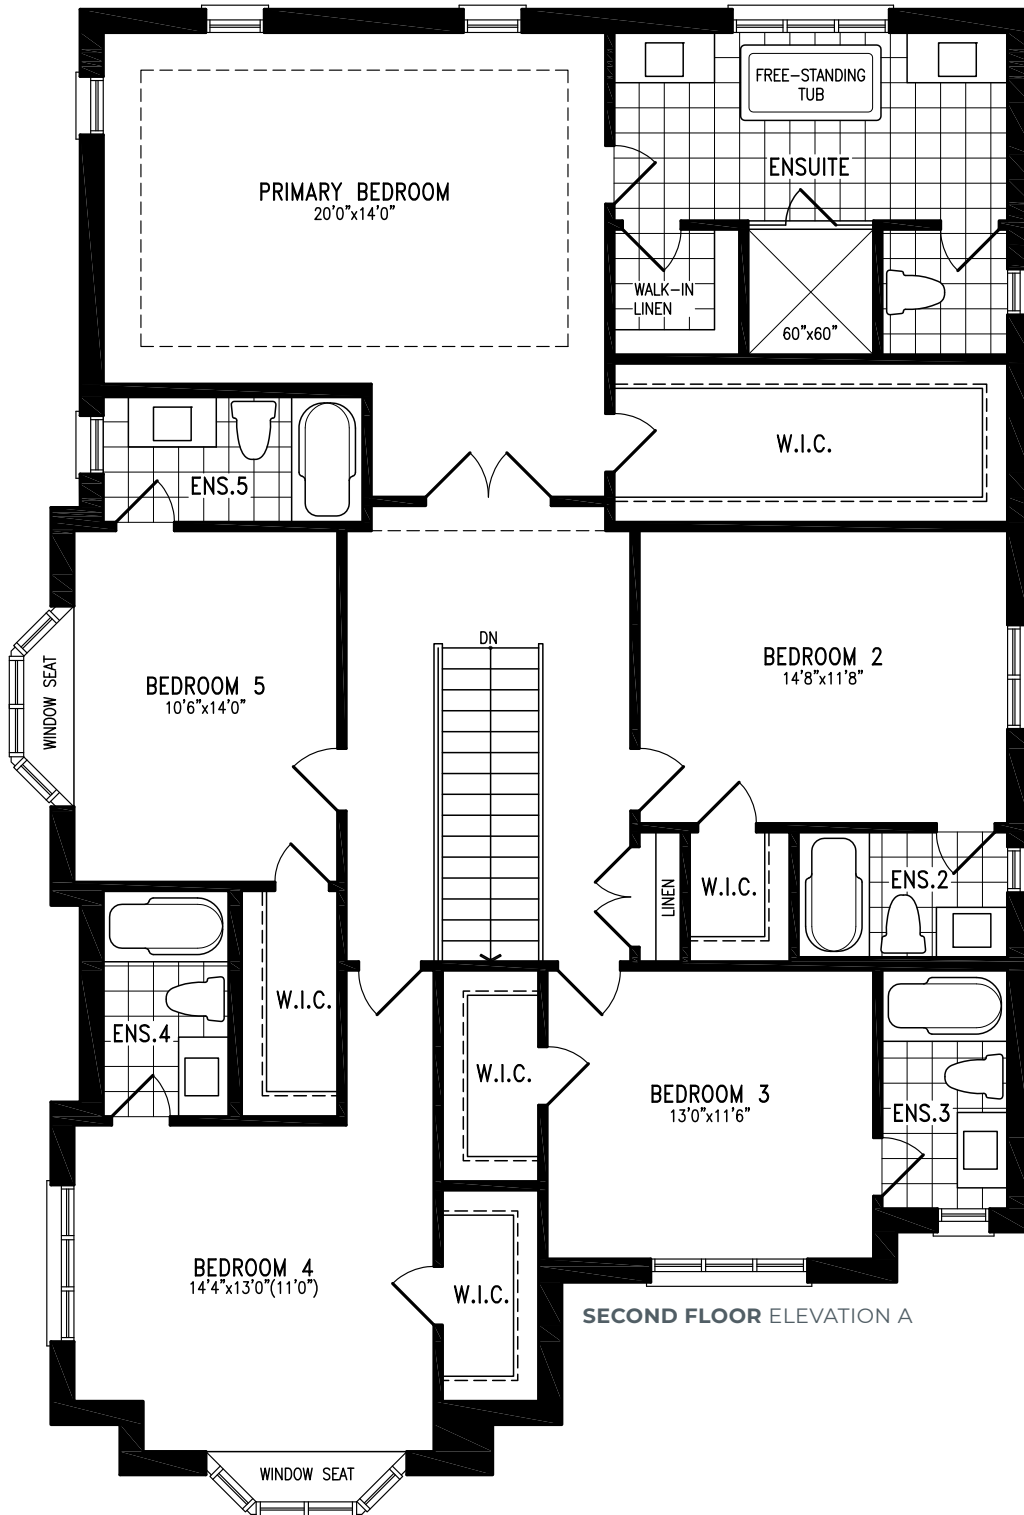 FREE-STANDING
TUB
ENSUITE
PRIMARY BEDROOM
20'0"x14'0"
WALK-IN
LINEN
60"x60"
W.I.C.
ENS.5
DN
BEDROOM 2
14'8"x11'8"
WINDOW SEAT
BEDROOM 5
10'6"x14'0"
LINEN
W.I.C.
ENS.2
W.I.C.
ENS.4
W.I.C.
BEDROOM 3
13'0"x11'6"
ENS.3
BEDROOM 4
14'4"x13'0"(11'0")
W.I.C.
SECOND FLOOR ELEVATION A
WINDOW SEAT